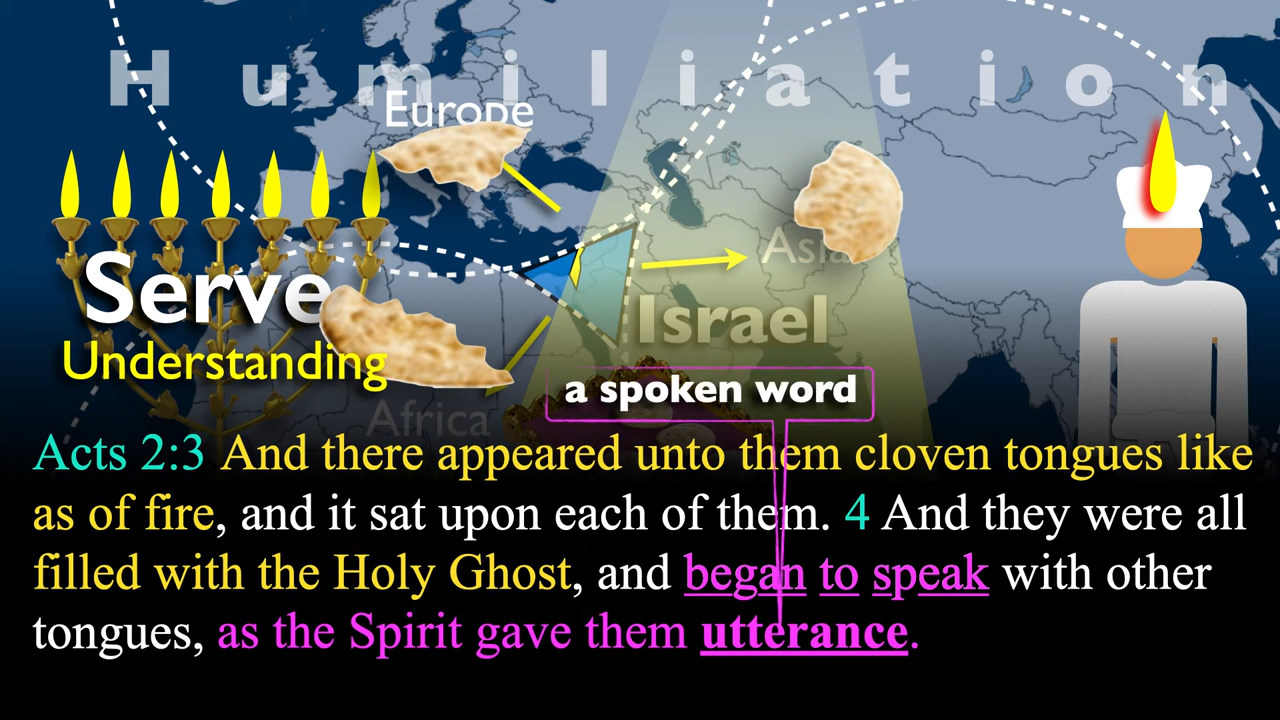 Humiliation
Europe
Asia
Serve
Understanding
Israel
Africa
a spoken word
Acts 2:3 And there appeared unto them cloven tongues like
as of fire, and it sat upon each of them. 4 And they were all
filled with the Holy Ghost, and began to speak with other
tongues, as the Spirit gave them utterance.